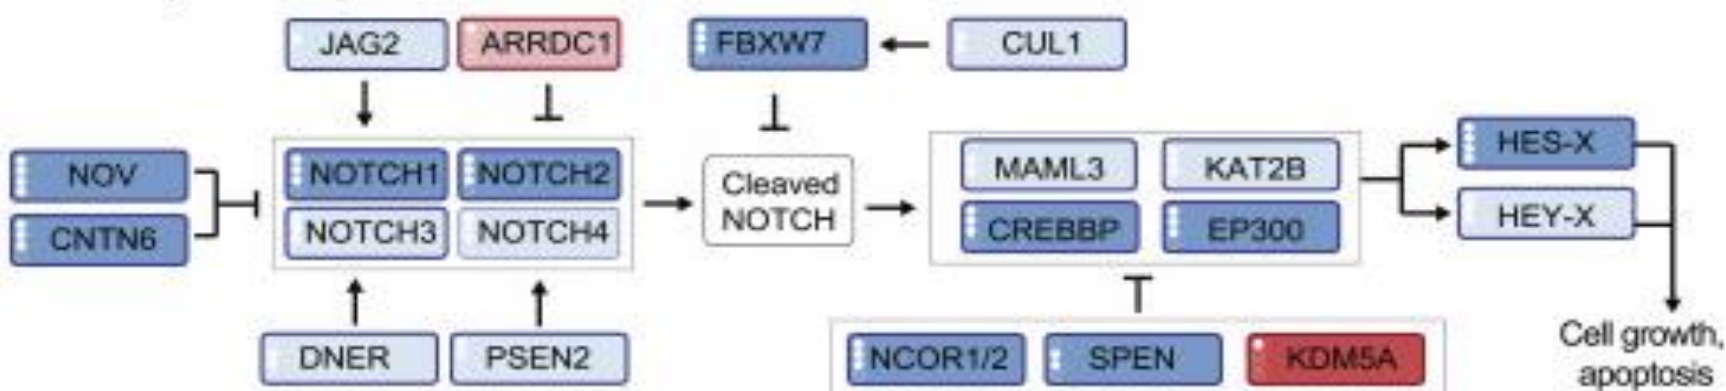 JAG2
ARRDC1
FBXW7
CUL1
NOV
CNTN6
NOTCH1
NOTCH2
NOTCH3
NOTCH4
Cleaved
NOTCH
MAML3
KAT2B
CREBBP
EP300
HES-X
HEY-X
DNER
PSEN2
NCOR1/2
SPEN
KDM5A
Cell growth,
apoptosis